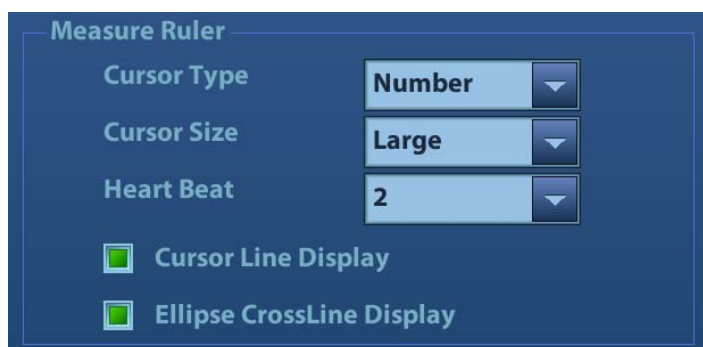 Measure Ruler
Cursor Type Number
Cursor Size Large
Heart Beat 2
Cursor Line Display
Ellipse CrossLine Display